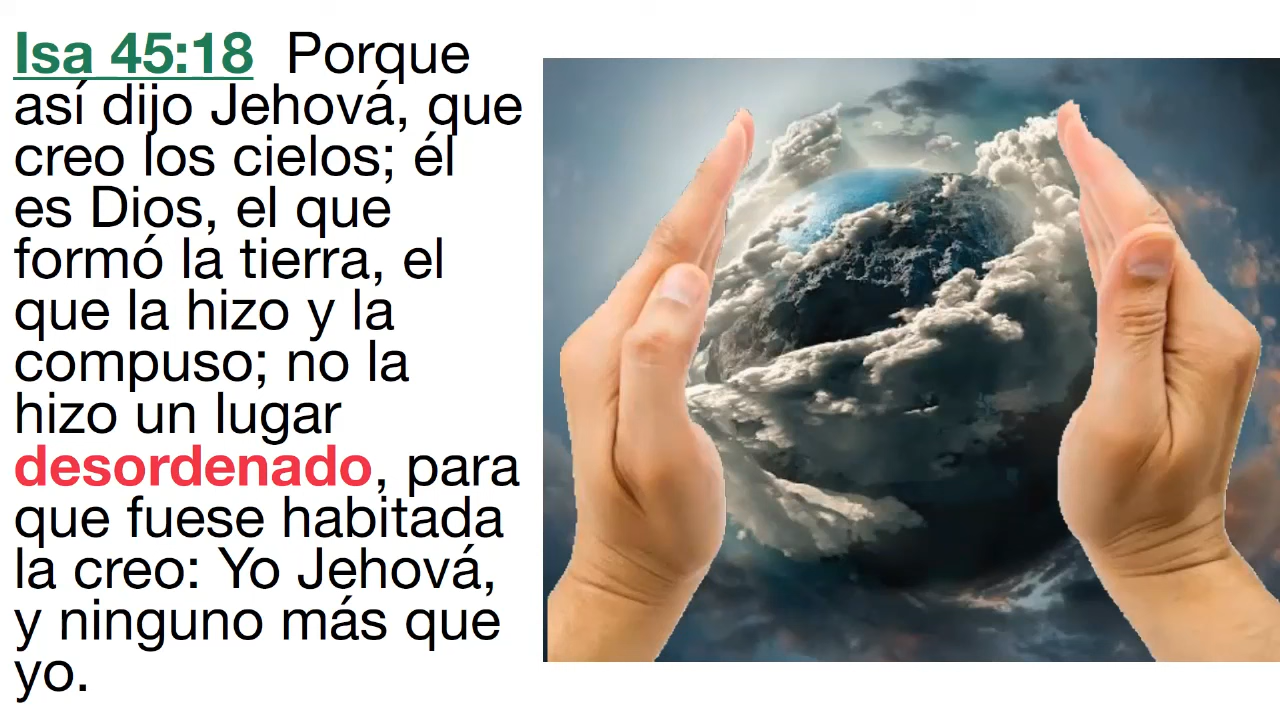 Isa 45:18 Porque
así dijo Jehová, que
creo los cielos; él
es Dios, el que
formó la tierra, el
que la hizo y la
compuso; no la
hizo un lugar
desordenado, para
que fuese habitada
la creo: Yo Jehová,
y ninguno más que
yo.